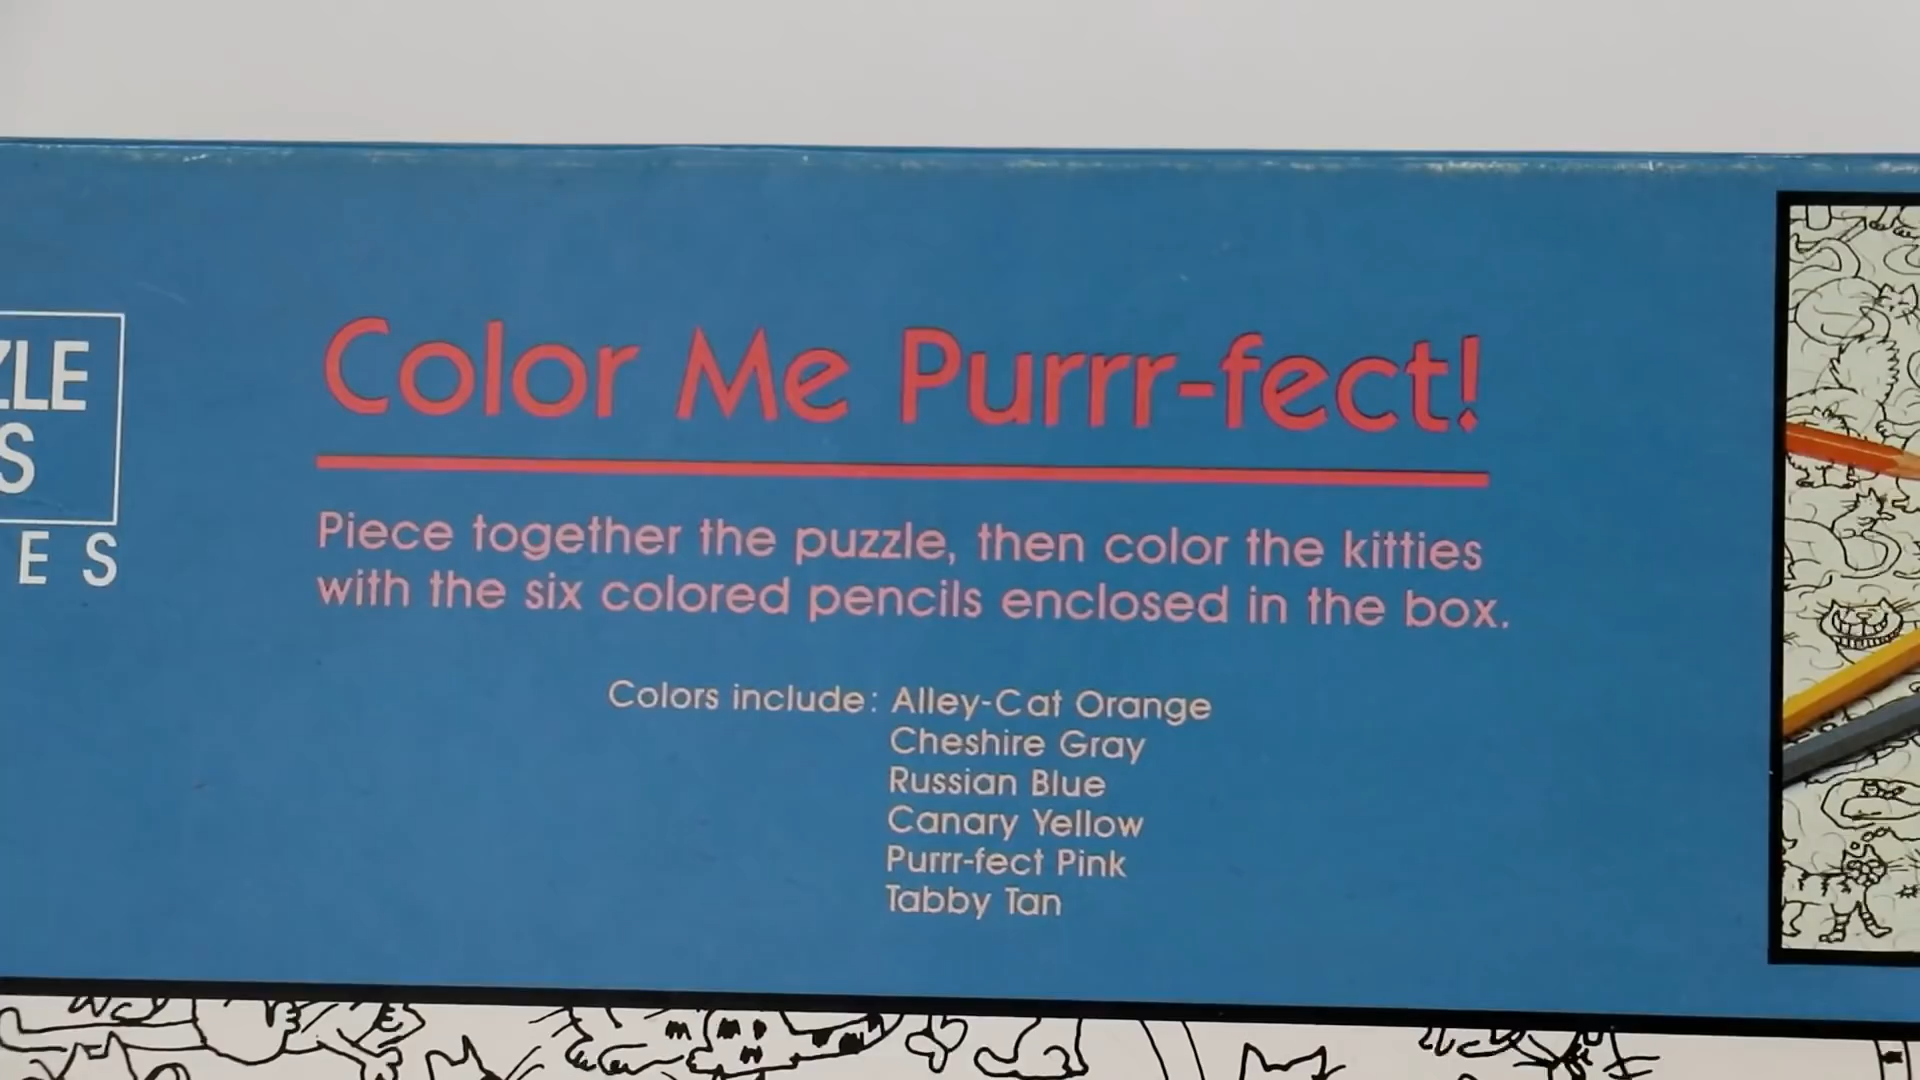 ZLE
S
E S
Color Me Purrr-fect!
Piece together the puzzle, then color the kitties
with the six colored pencils enclosed in the box.
Colors include: Alley-Cat Orange
Cheshire Gray
Russian Blue
Canary Yellow
Purrr-fect Pink
Tabby Tan